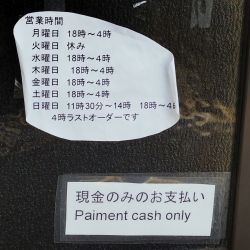 営業時間
月曜日 18時～4時
火曜日 休み
水曜日 18時～4時
木曜日 18時～4時
金曜日 18時～4時
土曜日 18時～4時
日曜日 11時30分～14時 18時～4時
4時ラストオーダーです
現金のみのお支払い
Paiment cash only